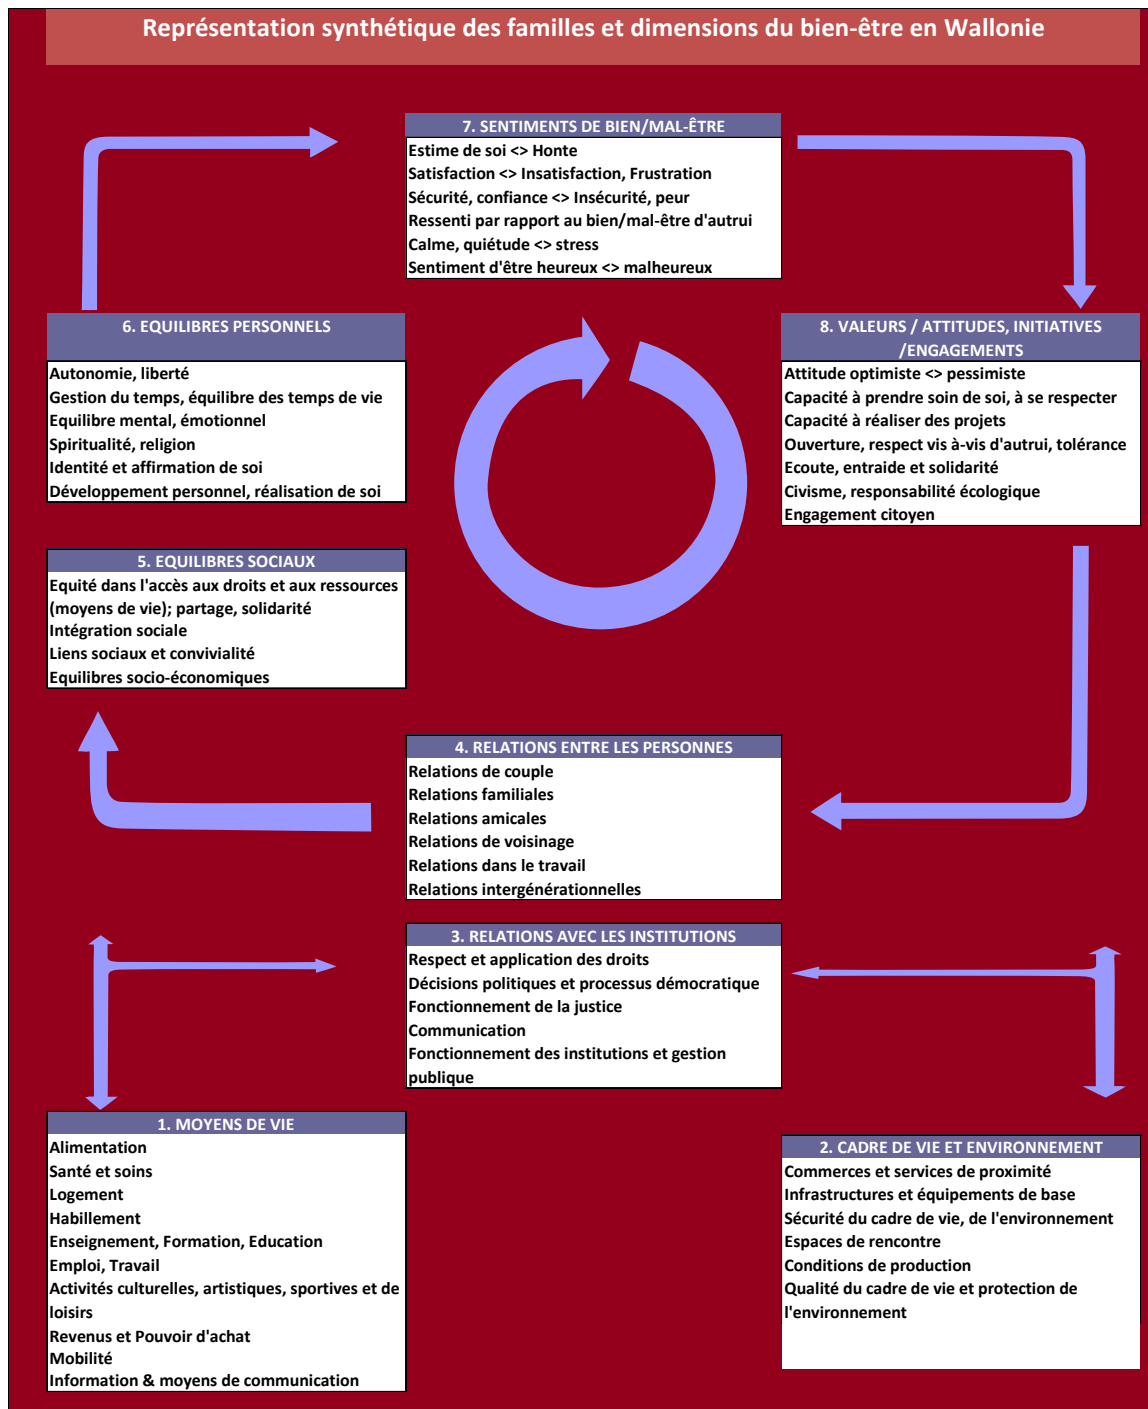 Représentation synthétique des familles et dimensions du bien-être en Wallonie
7. SENTIMENTS DE BIEN/MAL-ÊTRE
Estime de soi <> Honte
Satisfaction <> Insatisfaction, Frustration
Sécurité, confiance <> Insécurité, peur
Ressenti par rapport au bien/mal-être d'autrui
Calme, quiétude <> stress
Sentiment d'être heureux <> malheureux
6. EQUILIBRES PERSONNELS
Autonomie, liberté
Gestion du temps, équilibre des temps de vie
Equilibre mental, émotionnel
Spiritualité, religion
Identité et affirmation de soi
Développement personnel, réalisation de soi
8. VALEURS / ATTITUDES, INITIATIVES
/ENGAGEMENTS
Attitude optimiste <> pessimiste
Capacité à prendre soin de soi, à se respecter
Capacité à réaliser des projets
Ouverture, respect vis à-vis d'autrui, tolérance
Ecoute, entraide et solidarité
Civisme, responsabilité écologique
Engagement citoyen
5. EQUILIBRES SOCIAUX
Equité dans l'accès aux droits et aux ressources
(moyens de vie); partage, solidarité
Intégration sociale
Liens sociaux et convivialité
Equilibres socio-économiques
4. RELATIONS ENTRE LES PERSONNES
Relations de couple
Relations familiales
Relations amicales
Relations de voisinage
Relations dans le travail
Relations intergénérationnelles
3. RELATIONS AVEC LES INSTITUTIONS
Respect et application des droits
Décisions politiques et processus démocratique
Fonctionnement de la justice
Communication
Fonctionnement des institutions et gestion
publique
1. MOYENS DE VIE
Alimentation
Santé et soins
Logement
Habillement
Enseignement, Formation, Education
Emploi, Travail
Activités culturelles, artistiques, sportives et de
loisirs
Revenus et Pouvoir d'achat
Mobilité
Information & moyens de communication
2. CADRE DE VIE ET ENVIRONNEMENT
Commerces et services de proximité
Infrastructures et équipements de base
Sécurité du cadre de vie, de l'environnement
Espaces de rencontre
Conditions de production
Qualité du cadre de vie et protection de
l'environnement